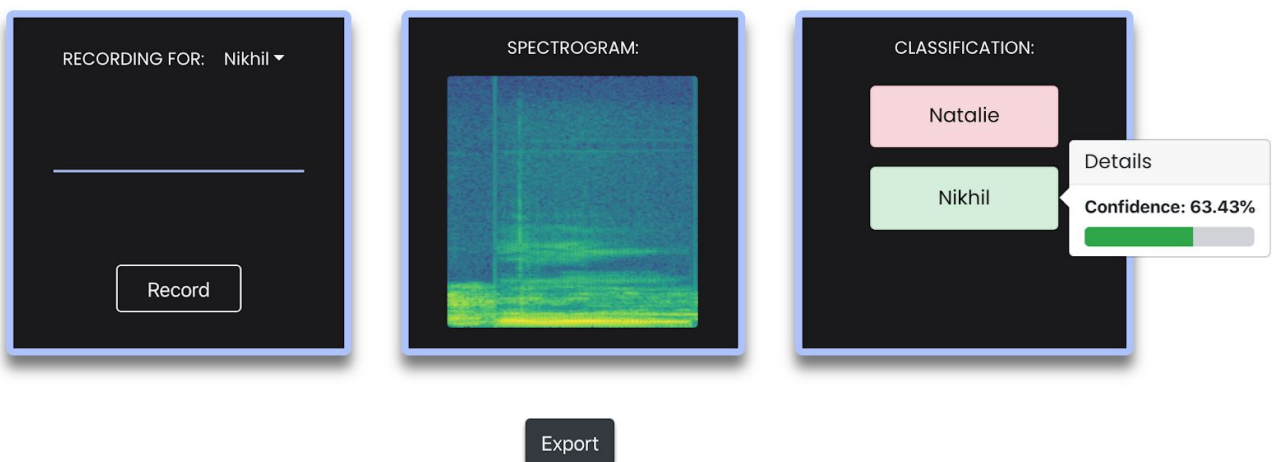 RECORDING FOR: Nikhil
Record
SPECTROGRAM:
CLASSIFICATION:
Natalie
Nikhil
Details
Confidence: 63.43%
Export